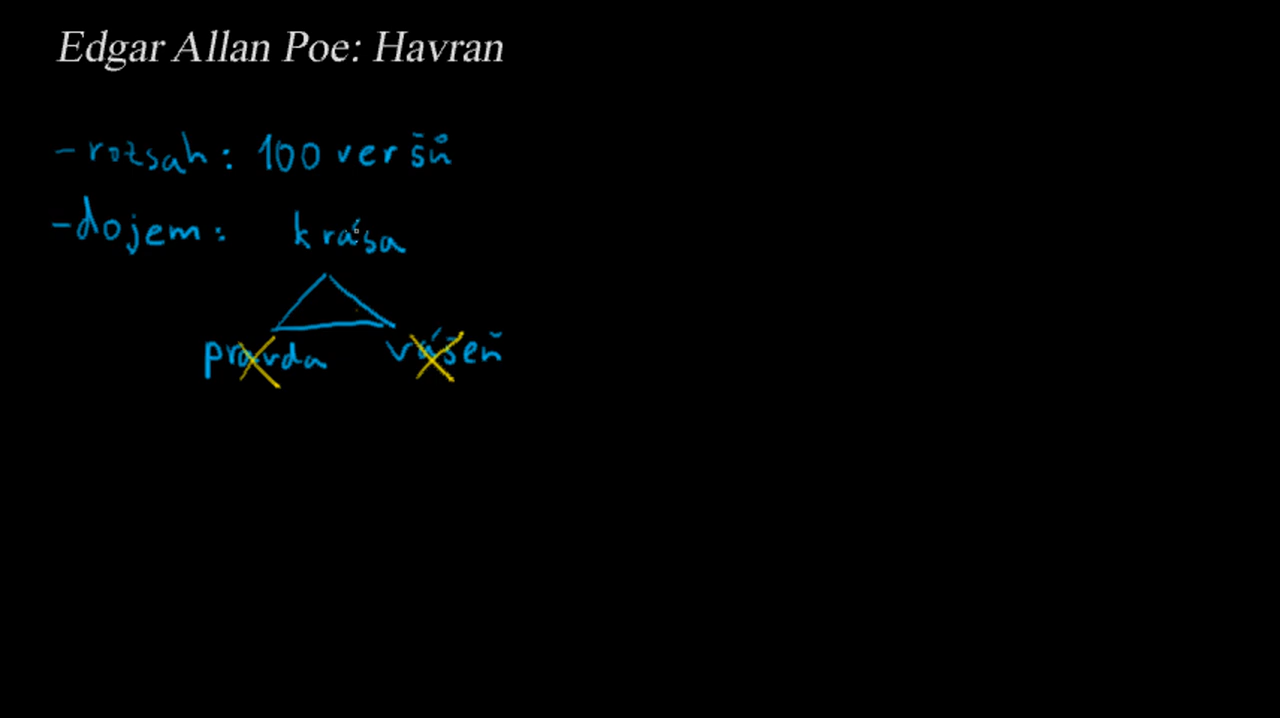 Edgar Allan Poe: Havran
- rozsah: 100 veršů
- dojem: krása
pravda vášeň